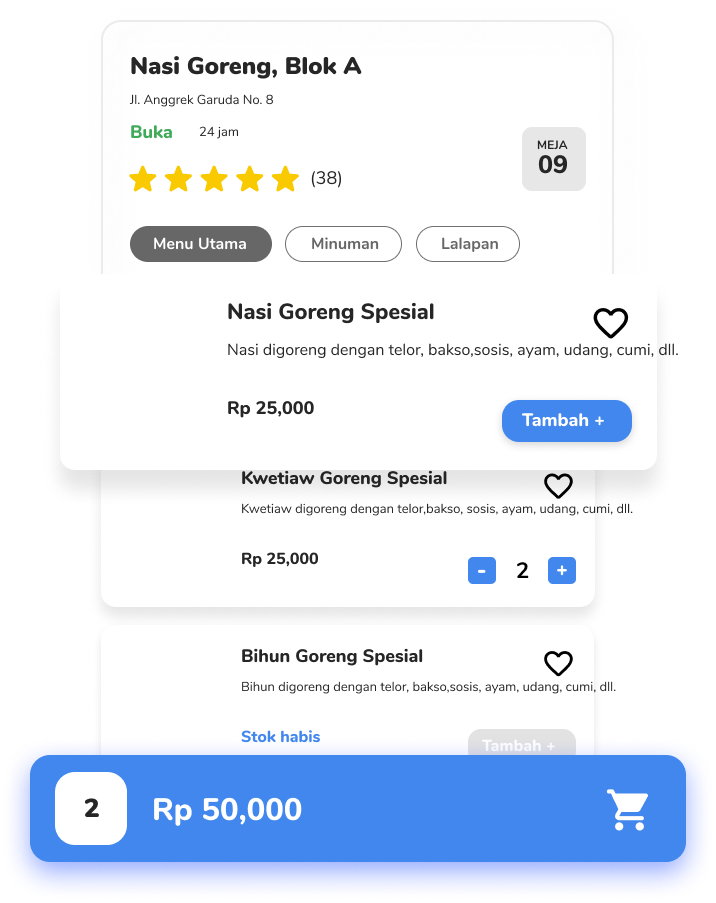 Nasi Goreng, Blok A
Jl. Anggrek Garuda No. 8
Buka 24 jam
MEJA
09
(38)
Menu Utama Minuman Lalapan
Nasi Goreng Spesial
Nasi digoreng dengan telor, bakso,sosis, ayam, udang, cumi, dll.
Rp 25,000 Tambah +
Kwetiaw Goreng Spesial
Kwetiaw digoreng dengan telor,bakso, sosis, ayam, udang, cumi, dll.
Rp 25,000 - 2 +
Bihun Goreng Spesial
Bihun digoreng dengan telor, bakso,sosis, ayam, udang, cumi, dll.
Stok habis Tambah +
2 Rp 50,000